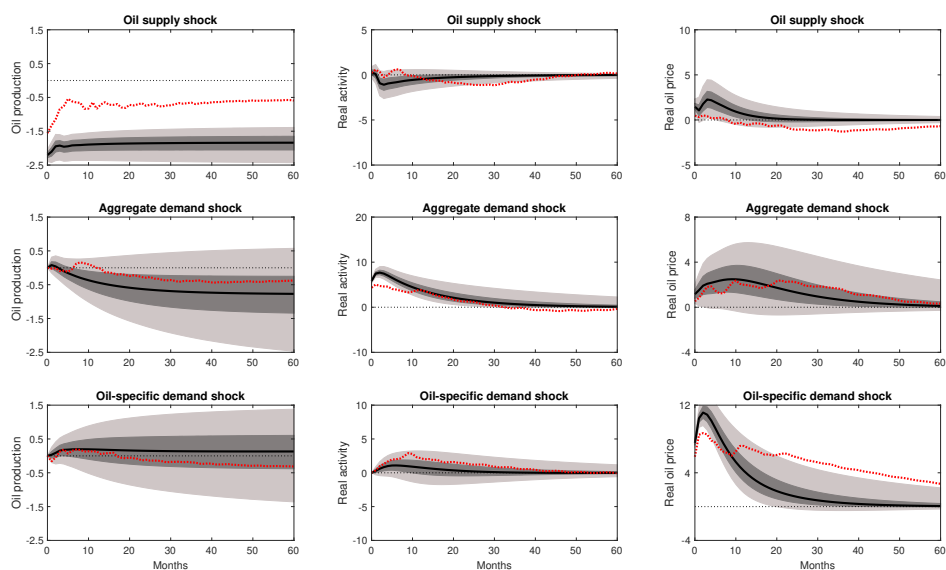 Oil supply shock
Oil production
1.5
0.5
-0.5
-1.5
-2.5
0 10 20 30 40 50 60
Oil supply shock
Real activity
5
0
-5
-10
0 10 20 30 40 50 60
Oil supply shock
Real oil price
10
5
0
-5
0 10 20 30 40 50 60
Aggregate demand shock
Oil production
1.5
0.5
-0.5
-1.5
-2.5
0 10 20 30 40 50 60
Aggregate demand shock
Real activity
20
10
0
-10
0 10 20 30 40 50 60
Aggregate demand shock
Real oil price
8
4
0
-4
0 10 20 30 40 50 60
Oil-specific demand shock
Oil production
1.5
0.5
-0.5
-1.5
-2.5
0 10 20 30 40 50 60
Months
Oil-specific demand shock
Real activity
10
5
0
-5
0 10 20 30 40 50 60
Months
Oil-specific demand shock
Real oil price
12
8
4
0
-4
0 10 20 30 40 50 60
Months